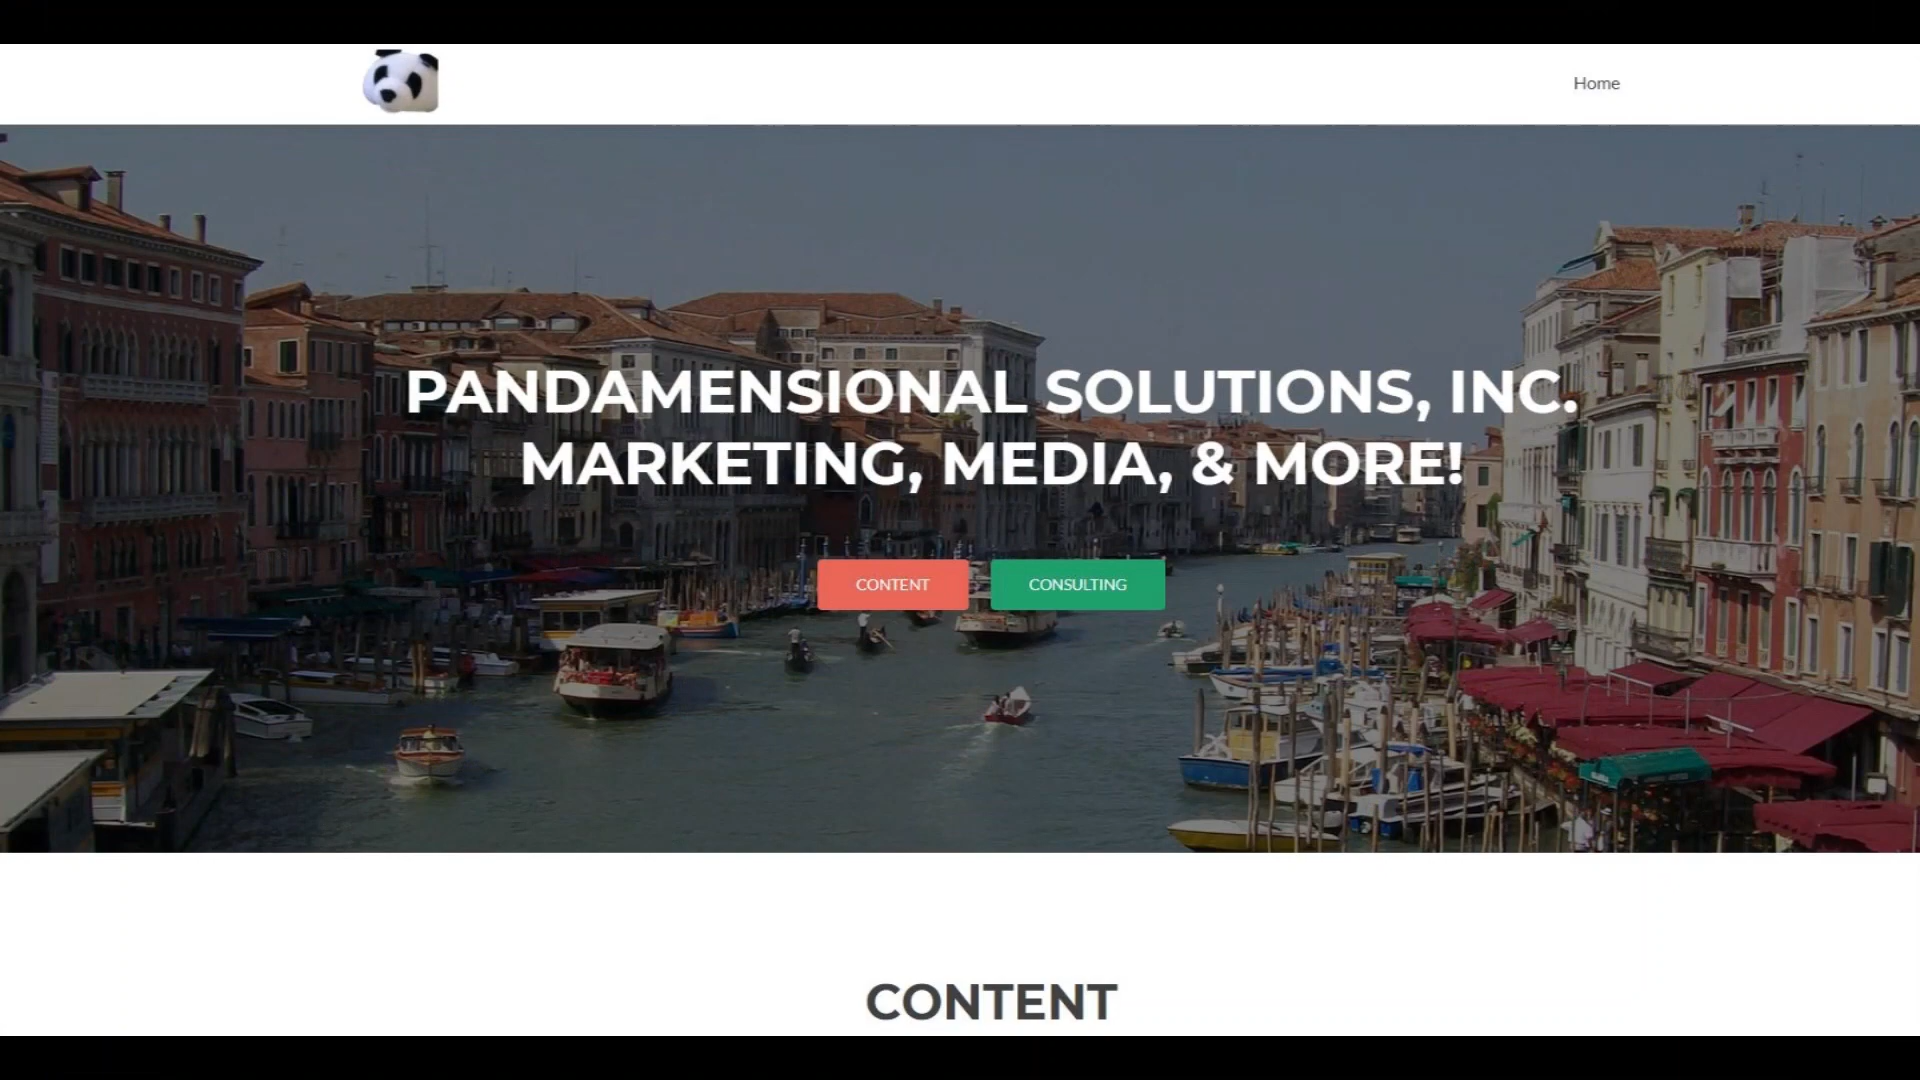 Home
PANDAMENSIONAL SOLUTIONS, INC.
MARKETING, MEDIA, & MORE!
CONTENT
CONSULTING
CONTENT